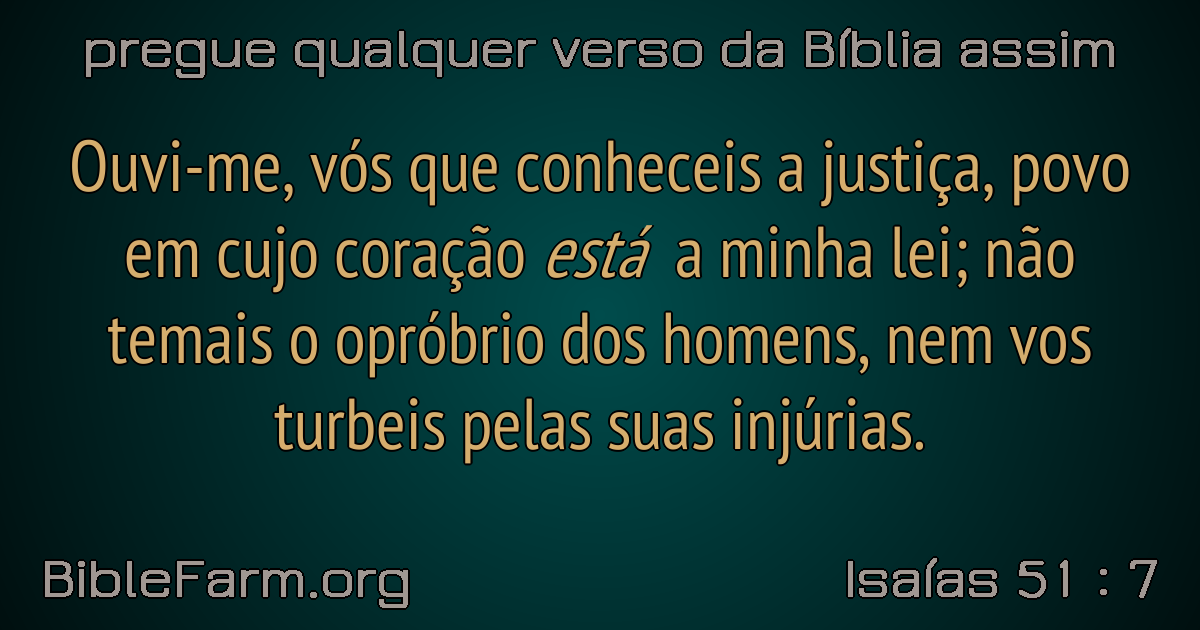 pregue qualquer verso da Bíblia assim
Ouvi-me, vós que conheceis a justiça, povo
em cujo coração está a minha lei; não
temais o opróbrio dos homens, nem vos
turbeis pelas suas injúrias.
BibleFarm.org
Isaías 51 : 7